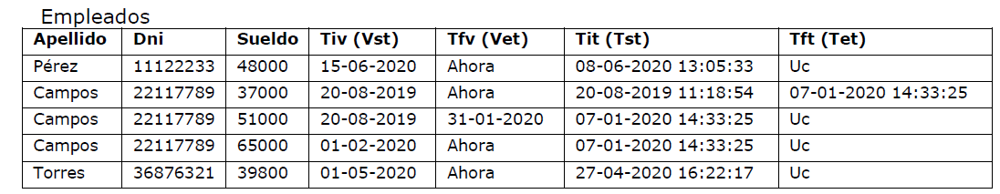 Empleados
Apellido Dni Sueldo Tiv (Vst) Tfv (Vet) Tit (Tst) Tft (Tet)
Pérez 11122233 48000 15-06-2020 Ahora 08-06-2020 13:05:33 Uc
Campos 22117789 37000 20-08-2019 Ahora 20-08-2019 11:18:54 07-01-2020 14:33:25
Campos 22117789 51000 20-08-2019 31-01-2020 07-01-2020 14:33:25 Uc
Campos 22117789 65000 01-02-2020 Ahora 07-01-2020 14:33:25 Uc
Torres 36876321 39800 01-05-2020 Ahora 27-04-2020 16:22:17 Uc